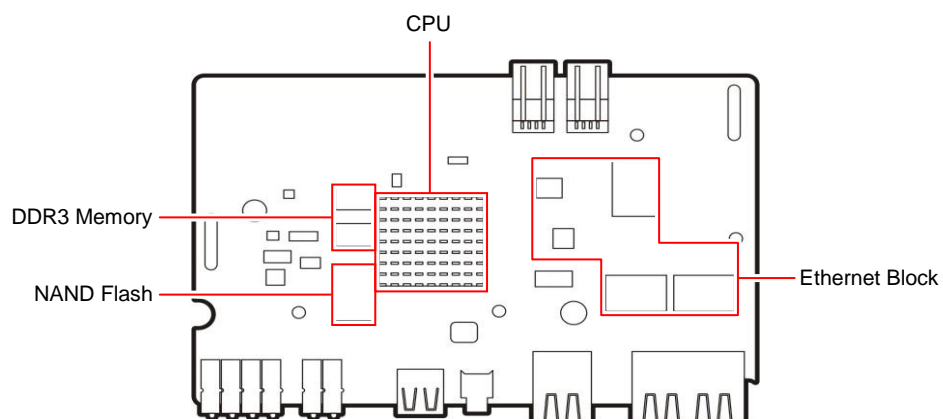 CPU
DDR3 Memory
NAND Flash
Ethernet Block